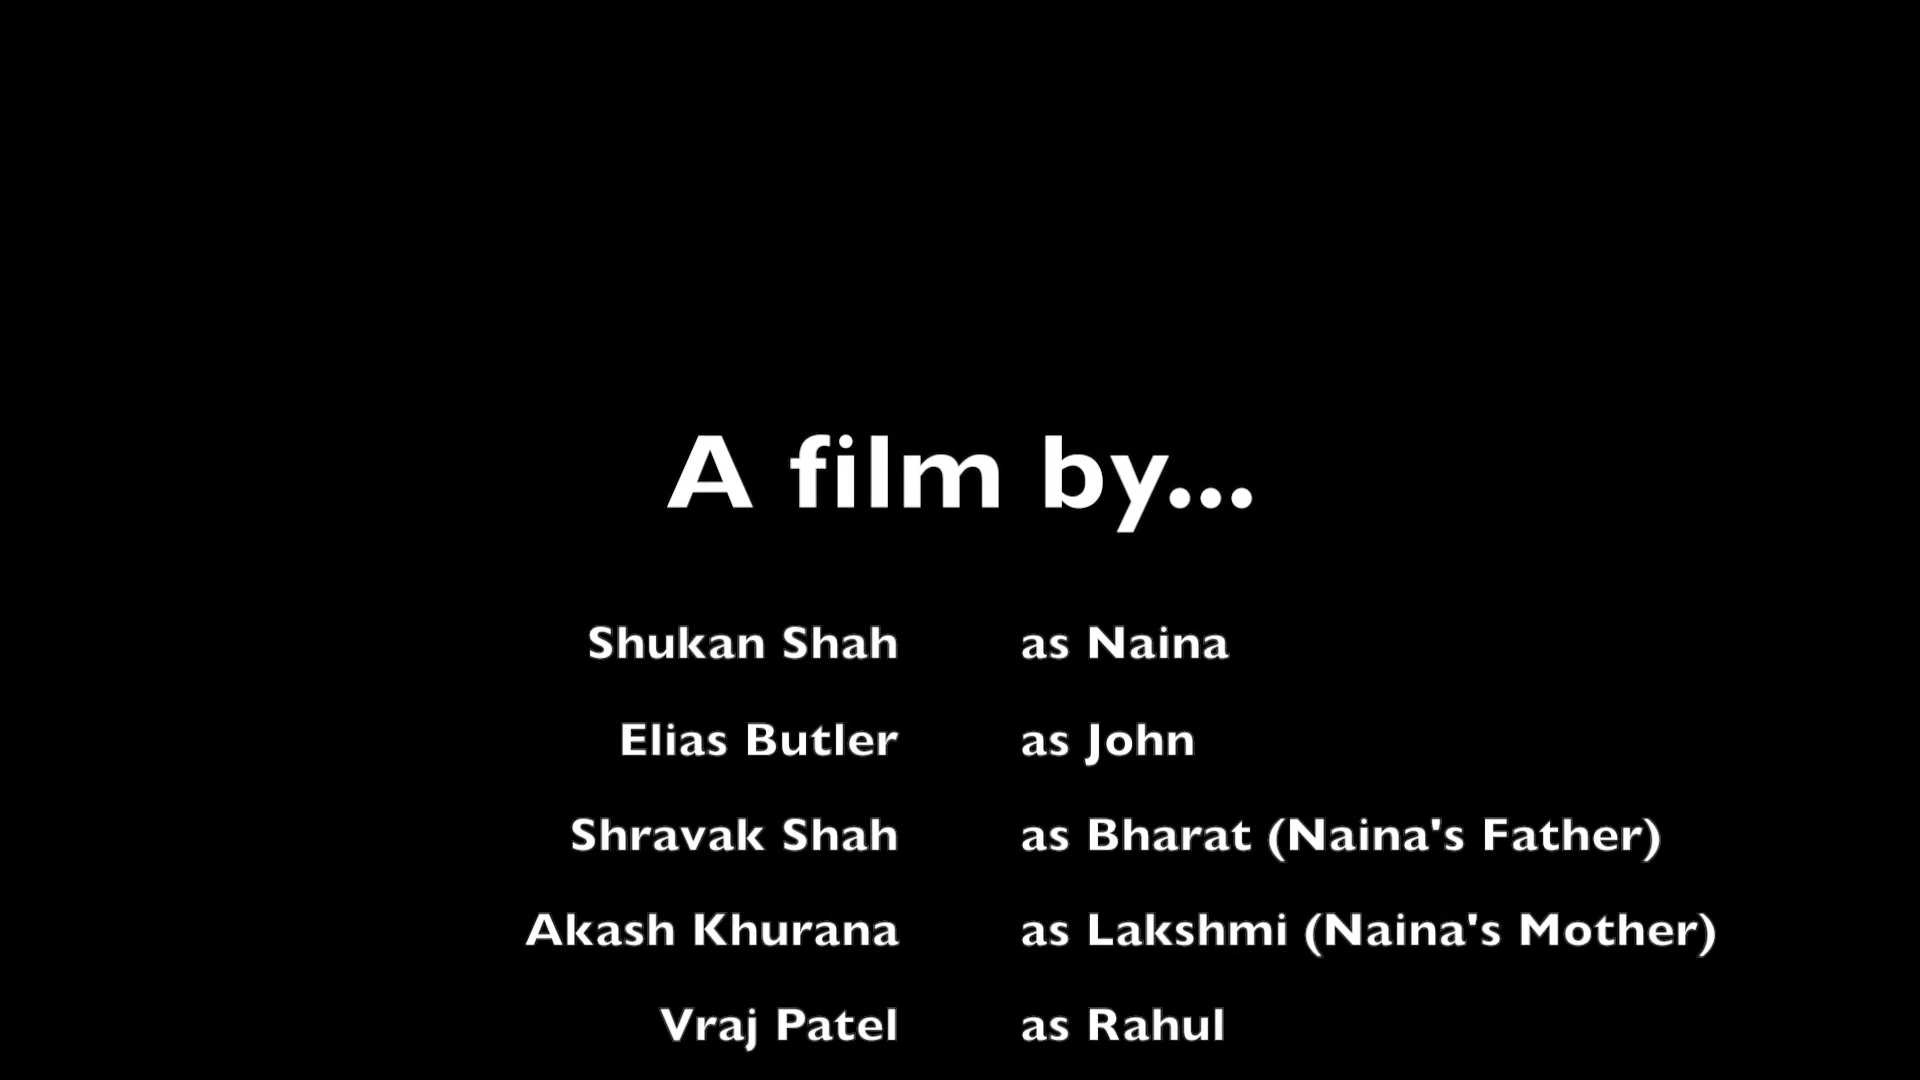 A film by...
Shukan Shah as Naina
Elias Butler as John
Shravak Shah as Bharat (Naina's Father)
Akash Khurana as Lakshmi (Naina's Mother)
Vraj Patel as Rahul